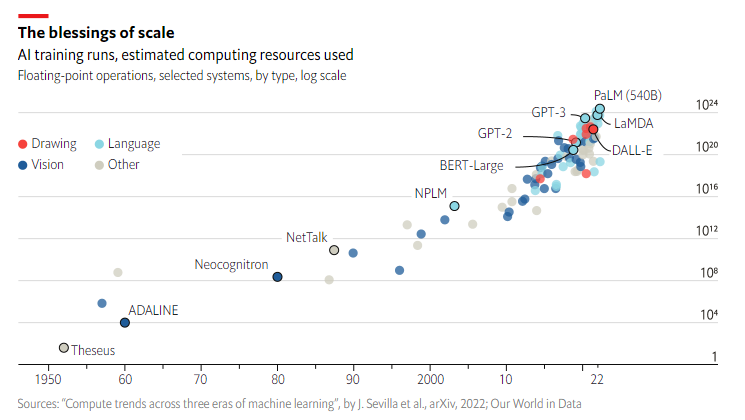 The blessings of scale
AI training runs, estimated computing resources used
Floating-point operations, selected systems, by type, log scale
Drawing
Language
Vision
Other
PaLM (540B)
GPT-3
LaMDA
GPT-2
DALL-E
BERT-Large
NPLM
NetTalk
Neocognitron
ADALINE
Theseus
10²⁴
10²⁰
10¹⁶
10¹²
10⁸
10⁴
1
1950 60 70 80 90 2000 10 22
Sources: “Compute trends across three eras of machine learning”, by J. Sevilla et al., arXiv, 2022; Our World in Data